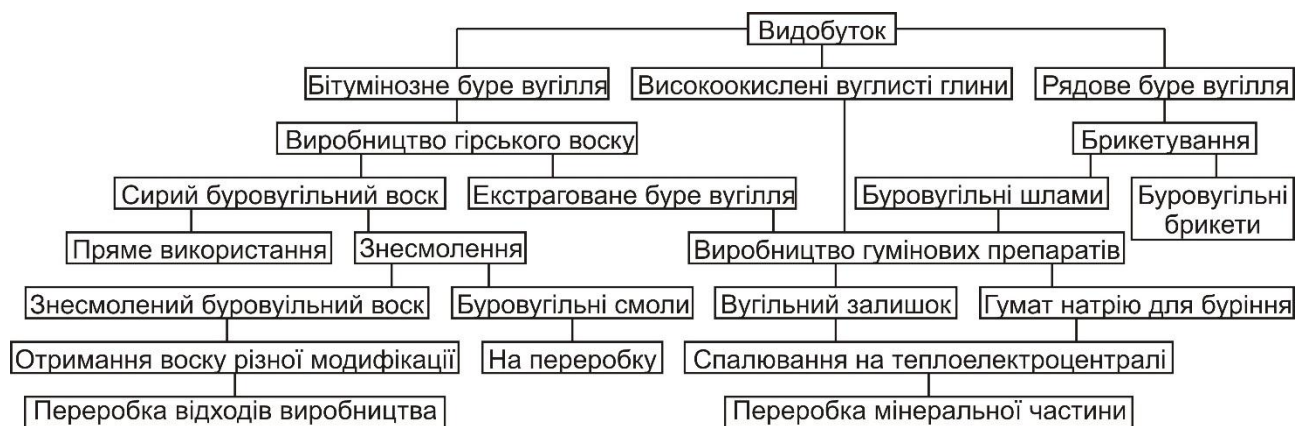 Видобуток
Бітумінозне буре вугілля
Високоокислені вуглисті глини
Рядове буре вугілля
Виробництво гірського воску
Брикетування
Сирий буровугільний воск
Екстраговане буре вугілля
Буровугільні шлами
Буровугільні
брикети
Пряме використання
Знесмолення
Виробництво гумінових препаратів
Знесмолений буровуільний воск
Буровугільні смоли
Вугільний залишок
Гумат натрію для буріння
Отримання воску різної модифікації
На переробку
Спалювання на теплоелектроцентралі
Переробка відходів виробництва
Переробка мінеральної частини